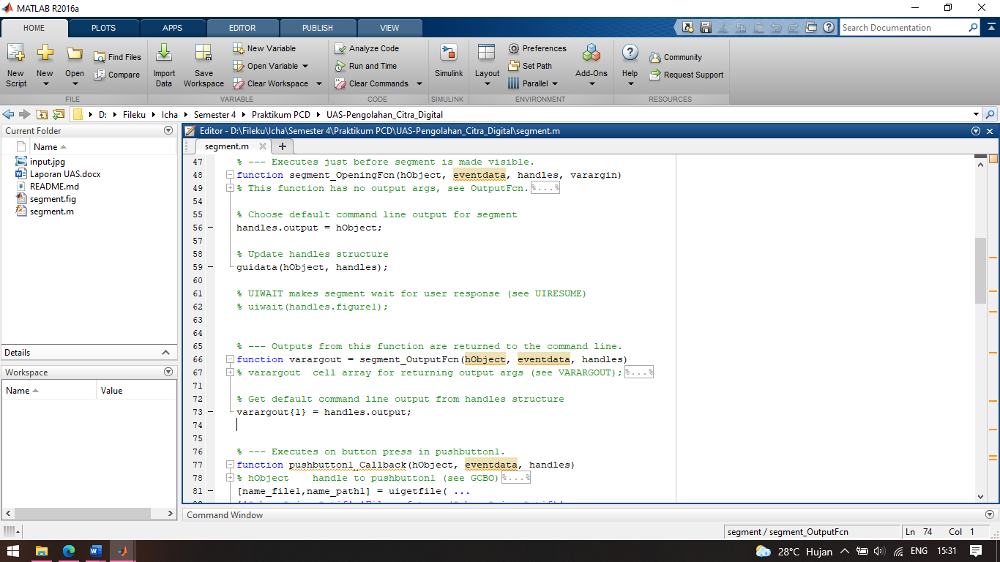 MATLAB R2016a
HOME PLOTS APPS EDITOR PUBLISH VIEW
Search Documentation
New Script
New
Open
Find Files
Compare
FILE
Import Data
Save Workspace
New Variable
Open Variable
Clear Workspace
VARIABLE
Analyze Code
Run and Time
Clear Commands
CODE
Simulink
SIMULINK
Layout
Preferences
Set Path
Parallel
Add-Ons
ENVIRONMENT
Help
Community
Request Support
RESOURCES
D: Fileku Icha Semester 4 Praktikum PCD UAS-Pengolahan_Citra_Digital
Current Folder
Name
input.jpg
Laporan UAS.docx
README.md
segment.fig
segment.m
Details
Workspace
Name Value
Editor - D:\Fileku\Icha\Semester 4\Praktikum PCD\UAS-Pengolahan_Citra_Digital\segment.m
segment.m
47 % --- Executes just before segment is made visible.
48 function segment_OpeningFcn(hObject, eventdata, handles, varargin)
49 % This function has no output args, see OutputFcn. %...%
54
55 % Choose default command line output for segment
56 handles.output = hObject;
57
58 % Update handles structure
59 guidata(hObject, handles);
60
61 % UIWAIT makes segment wait for user response (see UIRESUME)
62 % uiwait(handles.figure1);
63
64
65 % --- Outputs from this function are returned to the command line.
66 function varargout = segment_OutputFcn(hObject, eventdata, handles)
67 % varargout  cell array for returning output args (see VARARGOUT); %...%
71
72 % Get default command line output from handles structure
73 varargout{1} = handles.output;
74
75
76 % --- Executes on button press in pushbutton1.
77 function pushbutton1_Callback(hObject, eventdata, handles)
78 % hObject    handle to pushbutton1 (see GCBO) %...%
81 [name_file1,name_path1] = uigetfile( ...
Command Window
segment / segment_OutputFcn Ln 74 Col 1
28°C Hujan ENG 15:31